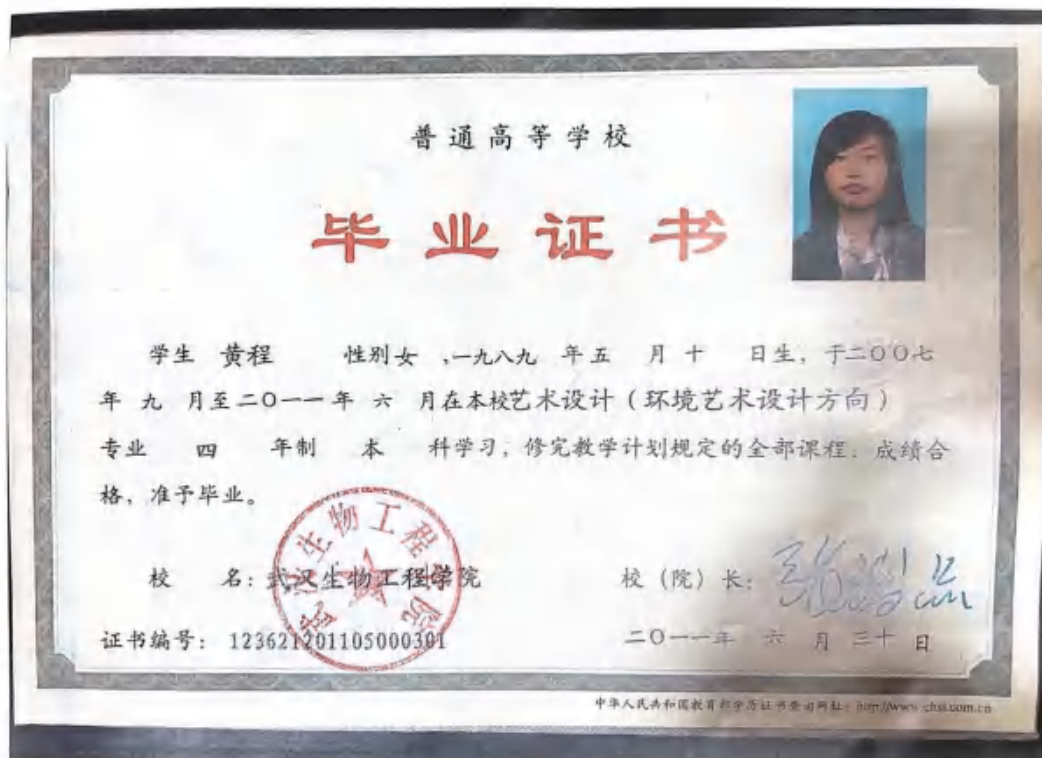 普通高等学校
毕业证书
学生 黄程 性别女 ,一九八九 年五 月十 日生, 于二〇〇七
年 九 月至二〇一一年 六 月在本校艺术设计（环境艺术设计方向）
专业 四 年制 本 科学习, 修完教学计划规定的全部课程, 成绩合
格, 准予毕业。
武汉生物工程学院
校 名: 武汉生物工程学院
校（院）长:
证书编号: 123621201105000301
二〇一一年 六 月 三十 日
中华人民共和国教育部学历证书查询网址: http://www.chsi.com.cn